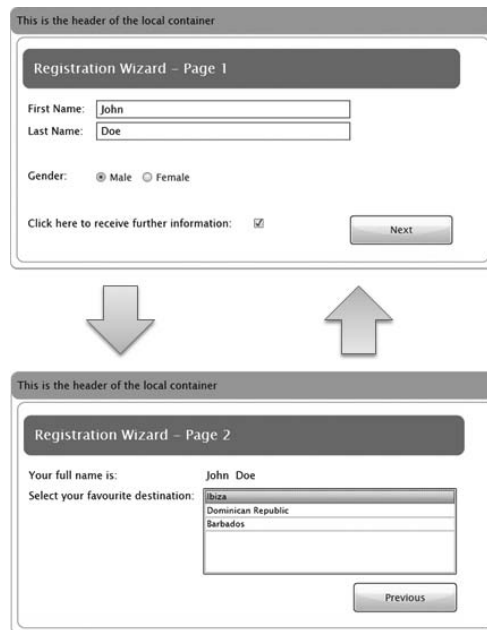 This is the header of the local container
Registration Wizard – Page 1
First Name: John
Last Name: Doe
Gender: Male Female
Click here to receive further information:
Next
This is the header of the local container
Registration Wizard – Page 2
Your full name is: John Doe
Select your favourite destination: Ibiza
Dominican Republic
Barbados
Previous